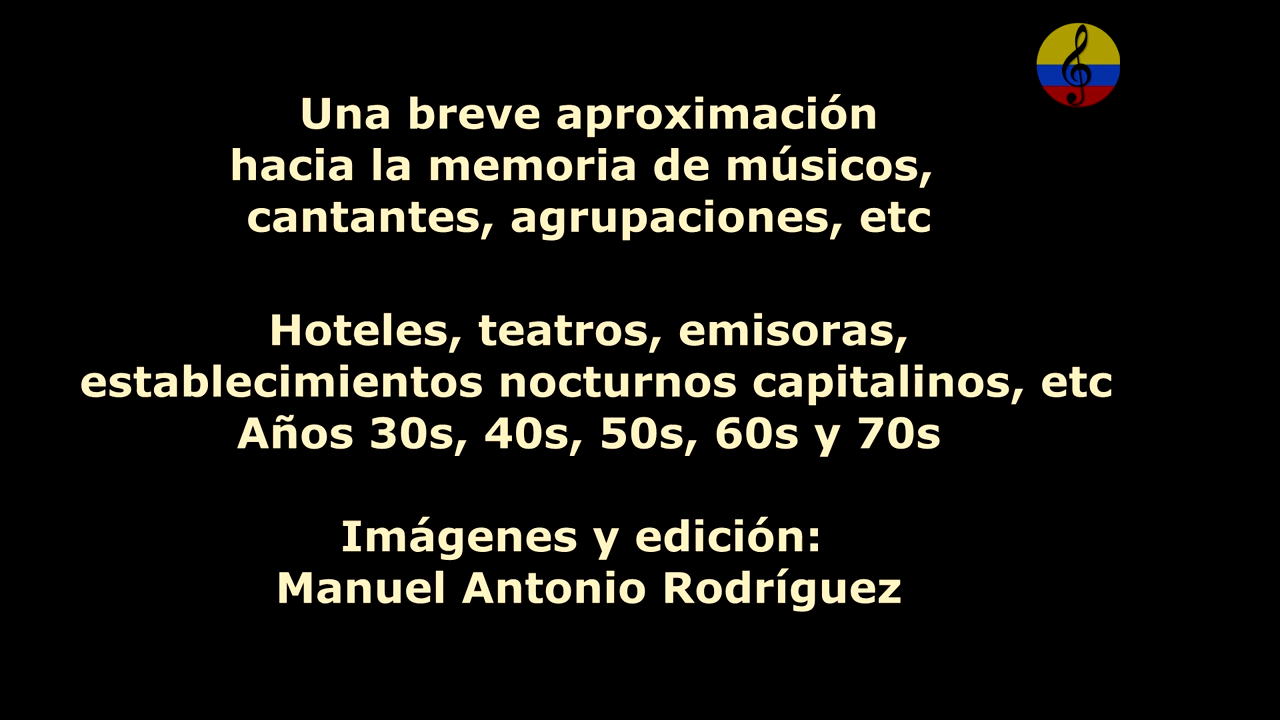 Una breve aproximación
hacia la memoria de músicos,
cantantes, agrupaciones, etc
Hoteles, teatros, emisoras,
establecimientos nocturnos capitalinos, etc
Años 30s, 40s, 50s, 60s y 70s
Imágenes y edición:
Manuel Antonio Rodríguez